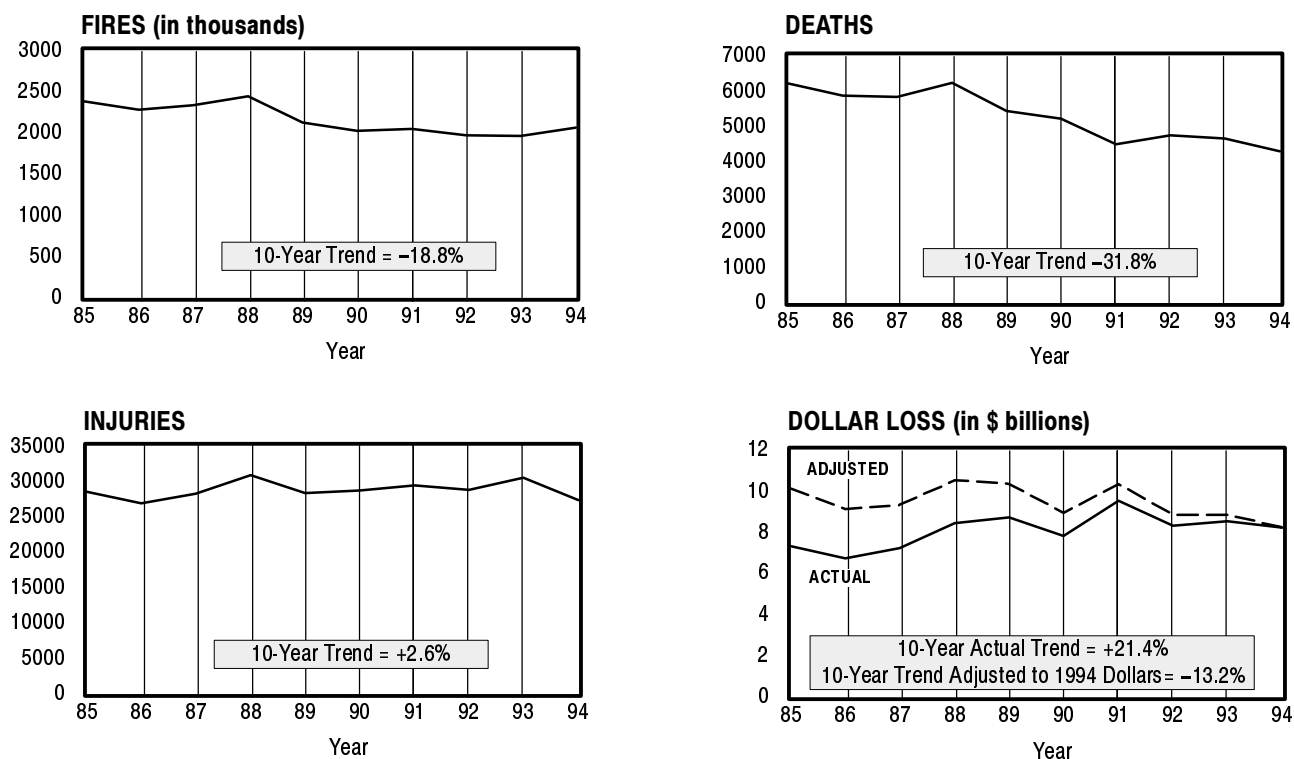 FIRES (in thousands)
3000
2500
2000
1500
1000
500
0
10-Year Trend = –18.8%
85 86 87 88 89 90 91 92 93 94
Year
DEATHS
7000
6000
5000
4000
3000
2000
1000
0
10-Year Trend –31.8%
85 86 87 88 89 90 91 92 93 94
Year
INJURIES
35000
30000
25000
20000
15000
10000
5000
0
10-Year Trend = +2.6%
85 86 87 88 89 90 91 92 93 94
Year
DOLLAR LOSS (in $ billions)
12
10
8
6
4
2
0
ADJUSTED
ACTUAL
10-Year Actual Trend = +21.4%
10-Year Trend Adjusted to 1994 Dollars= –13.2%
85 86 87 88 89 90 91 92 93 94
Year